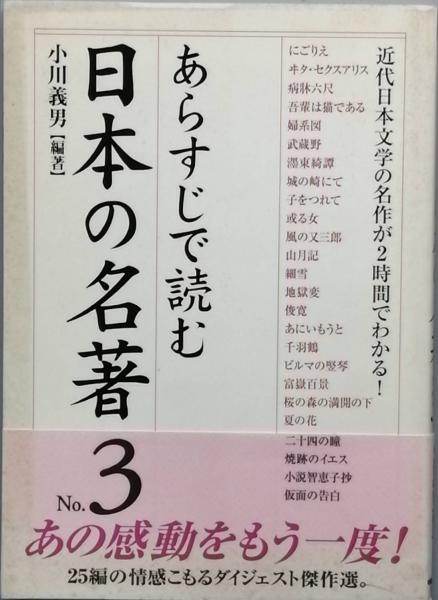 近代日本文学の名作が2時間でわかる!
にごりえ
ヰタ・セクスアリス
病牀六尺
吾輩は猫である
婦系図
武蔵野
濹東綺譚
城の崎にて
子をつれて
或る女
風の又三郎
山月記
細雪
地獄変
俊寛
あにいもうと
千羽鶴
ビルマの竪琴
富嶽百景
桜の森の満開の下
夏の花
二十四の瞳
焼跡のイエス
小説智恵子抄
仮面の告白
あらすじで読む
日本の名著
No.3
小川義男【編著】
あの感動をもう一度!
25編の情感こもるダイジェスト傑作選。